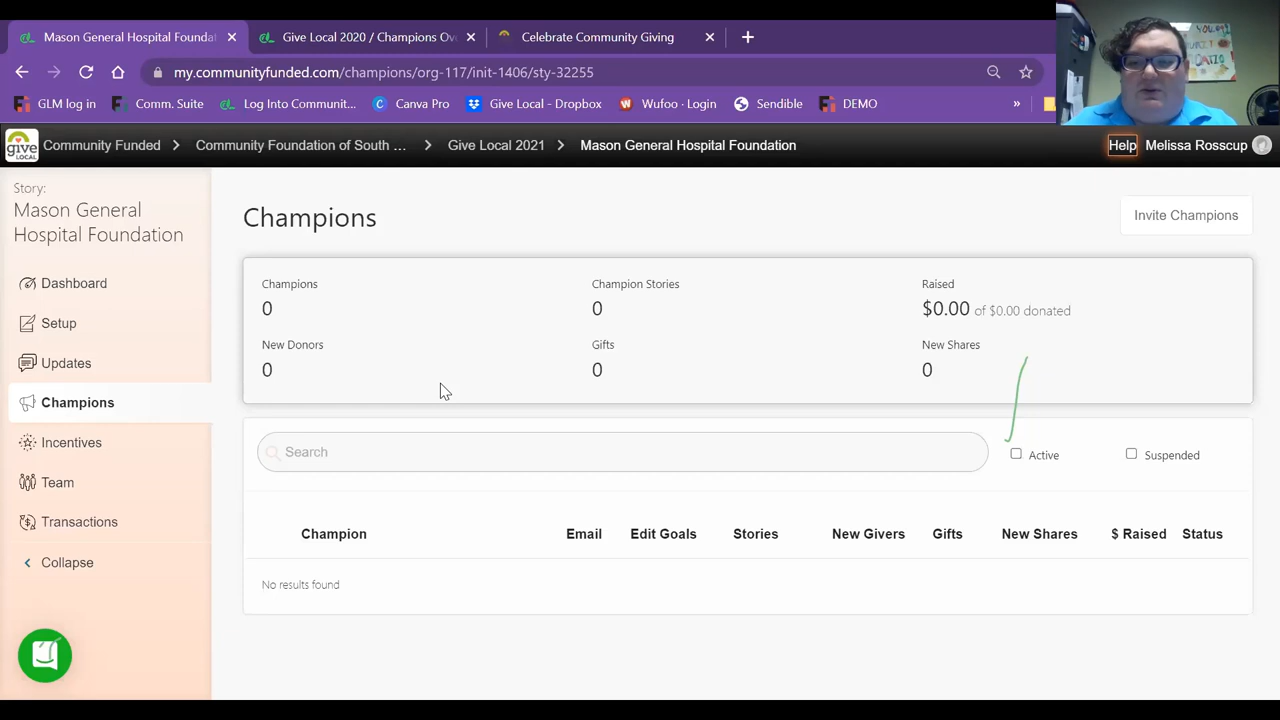 Mason General Hospital Founda
Give Local 2020 / Champions Ov
Celebrate Community Giving
my.communityfunded.com/champions/org-117/init-1406/sty-32255
GLM log in
Comm. Suite
Log Into Communit...
Canva Pro
Give Local - Dropbox
Wufoo · Login
Sendible
DEMO
»
give LOCAL
Community Funded
Community Foundation of South ...
Give Local 2021
Mason General Hospital Foundation
Help
Melissa Rosscup
Story:
Mason General
Hospital Foundation
Dashboard
Setup
Updates
Champions
Incentives
Team
Transactions
Collapse
Champions
Invite Champions
Champions
0
Champion Stories
0
Raised
$0.00 of $0.00 donated
New Donors
0
Gifts
0
New Shares
0
Search
Active
Suspended
Champion Email Edit Goals Stories New Givers Gifts New Shares $ Raised Status
No results found